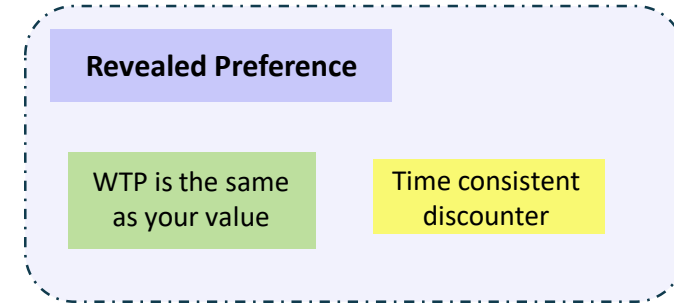 Revealed Preference
WTP is the same
as your value
Time consistent
discounter